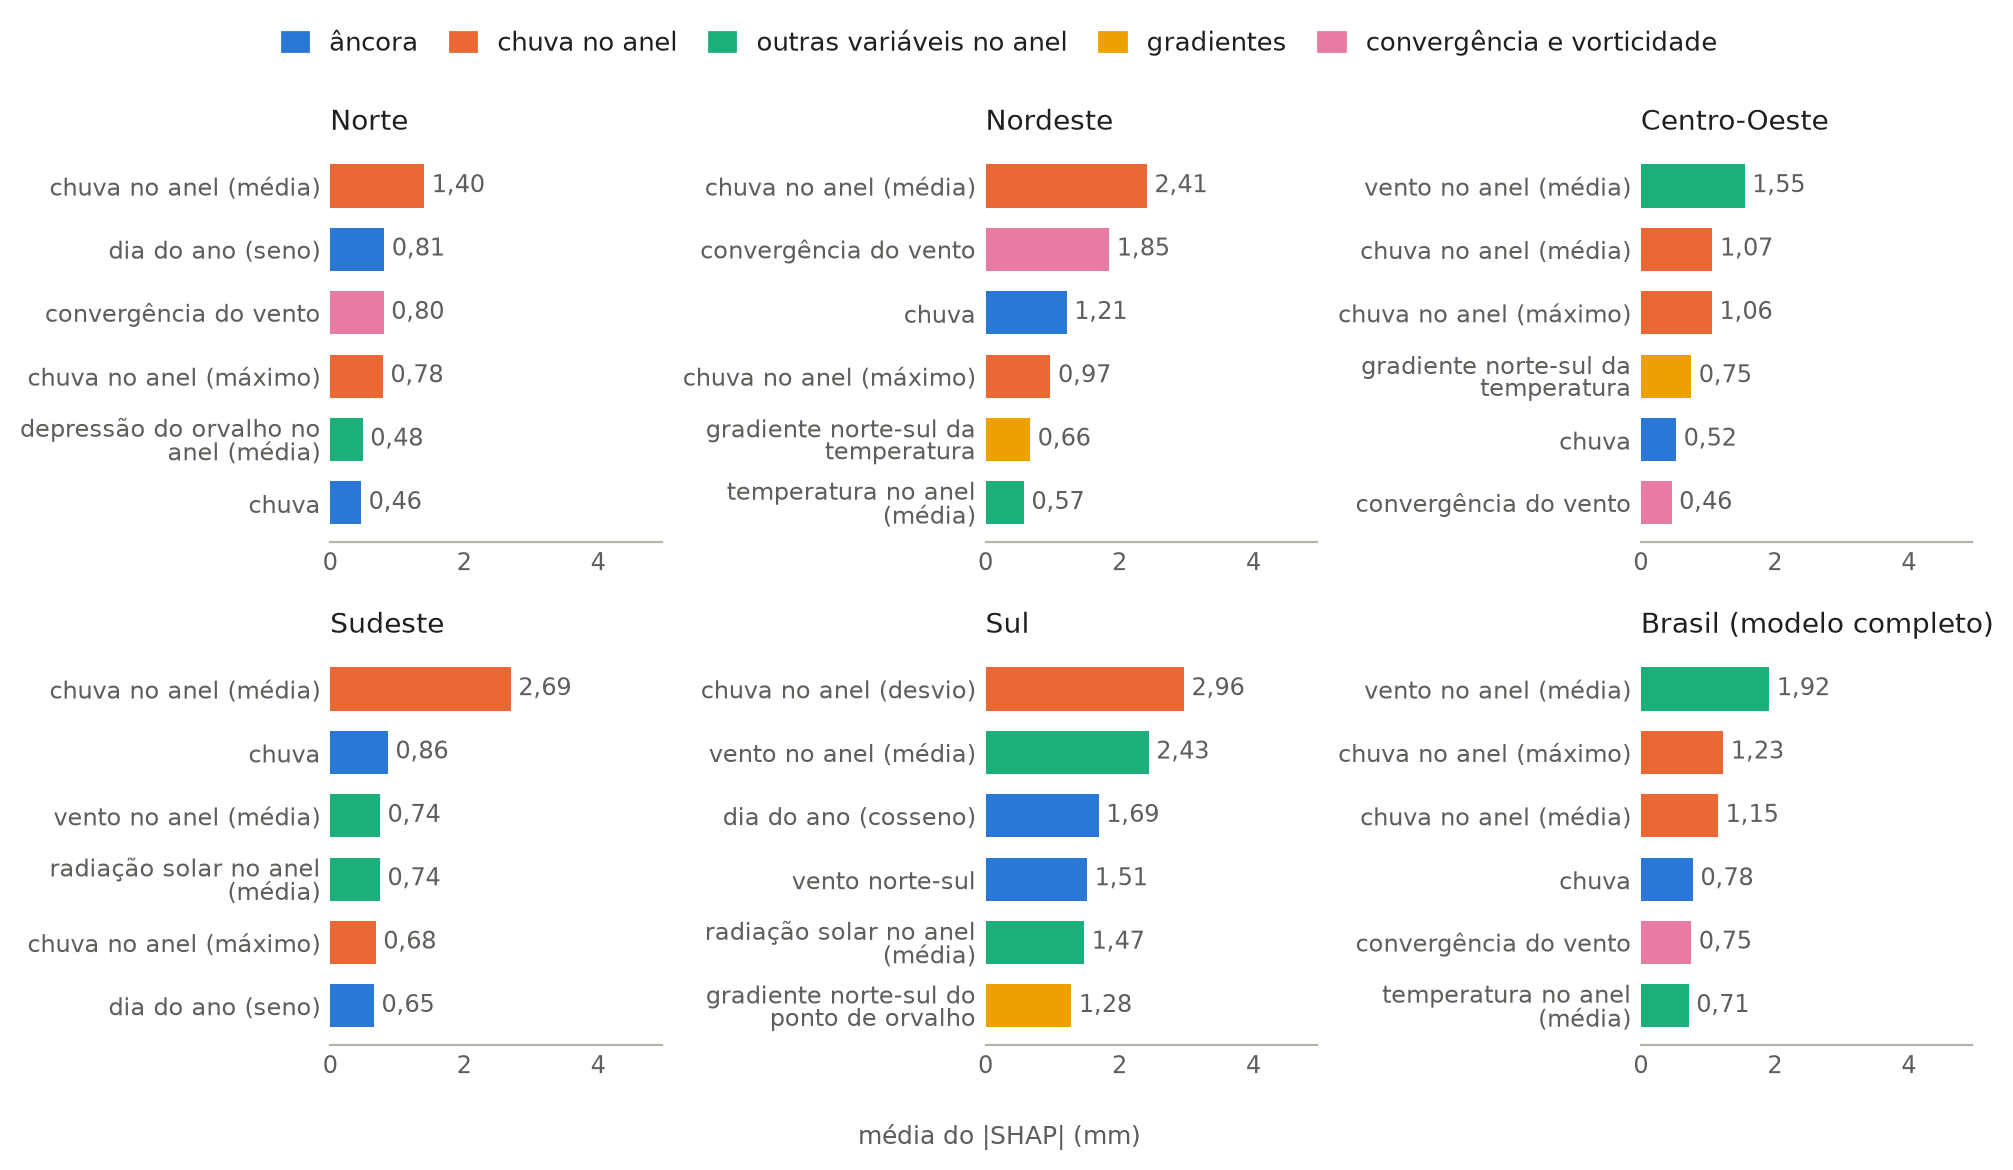 âncora
chuva no anel
outras variáveis no anel
gradientes
convergência e vorticidade
Norte
chuva no anel (média)
1,40
dia do ano (seno)
0,81
convergência do vento
0,80
chuva no anel (máximo)
0,78
depressão do orvalho no
anel (média)
0,48
chuva
0,46
0 2 4
Nordeste
chuva no anel (média)
2,41
convergência do vento
1,85
chuva
1,21
chuva no anel (máximo)
0,97
gradiente norte-sul da
temperatura
0,66
temperatura no anel
(média)
0,57
0 2 4
Centro-Oeste
vento no anel (média)
1,55
chuva no anel (média)
1,07
chuva no anel (máximo)
1,06
gradiente norte-sul da
temperatura
0,75
chuva
0,52
convergência do vento
0,46
0 2 4
Sudeste
chuva no anel (média)
2,69
chuva
0,86
vento no anel (média)
0,74
radiação solar no anel
(média)
0,74
chuva no anel (máximo)
0,68
dia do ano (seno)
0,65
0 2 4
Sul
chuva no anel (desvio)
2,96
vento no anel (média)
2,43
dia do ano (cosseno)
1,69
vento norte-sul
1,51
radiação solar no anel
(média)
1,47
gradiente norte-sul do
ponto de orvalho
1,28
0 2 4
Brasil (modelo completo)
vento no anel (média)
1,92
chuva no anel (máximo)
1,23
chuva no anel (média)
1,15
chuva
0,78
convergência do vento
0,75
temperatura no anel
(média)
0,71
0 2 4
média do |SHAP| (mm)